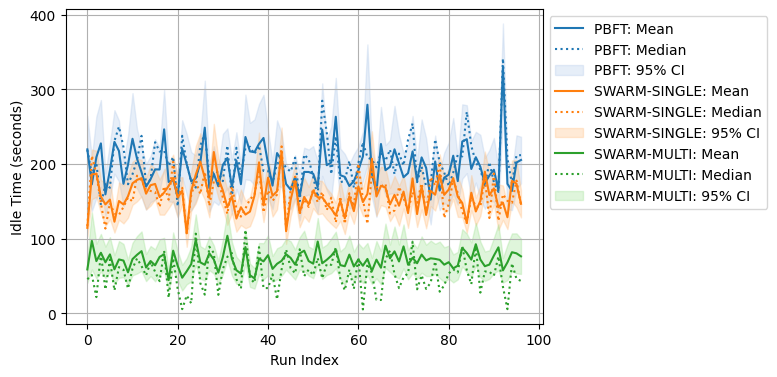 400
300
200
100
0
Idle Time (seconds)
0 20 40 60 80 100
Run Index
PBFT: Mean
PBFT: Median
PBFT: 95% CI
SWARM-SINGLE: Mean
SWARM-SINGLE: Median
SWARM-SINGLE: 95% CI
SWARM-MULTI: Mean
SWARM-MULTI: Median
SWARM-MULTI: 95% CI